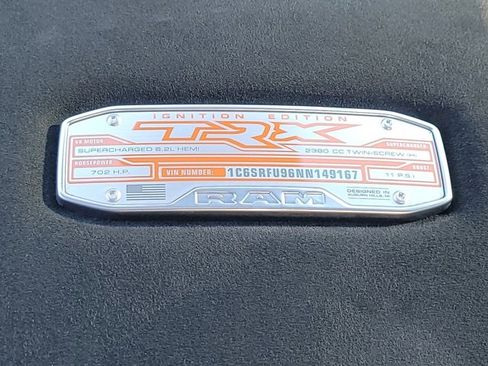 IGNITION EDITION
TRX
V8 MOTOR
SUPERCHARGED 6.2L HEMI
SUPERCHARGER
2380 CC TWIN-SCREW
HORSEPOWER
702 H.P.
VIN NUMBER:
1C6SRFU96NN149167
BOOST
11 P.S.I
RAM
DESIGNED IN
AUBURN HILLS, MI